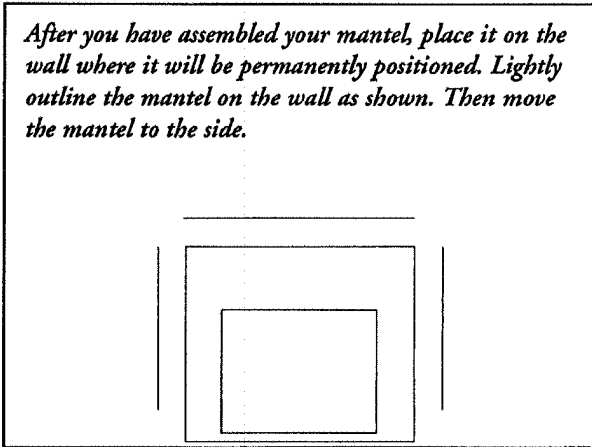 After you have assembled your mantel, place it on the
wall where it will be permanently positioned. Lightly
outline the mantel on the wall as shown. Then move
the mantel to the side.